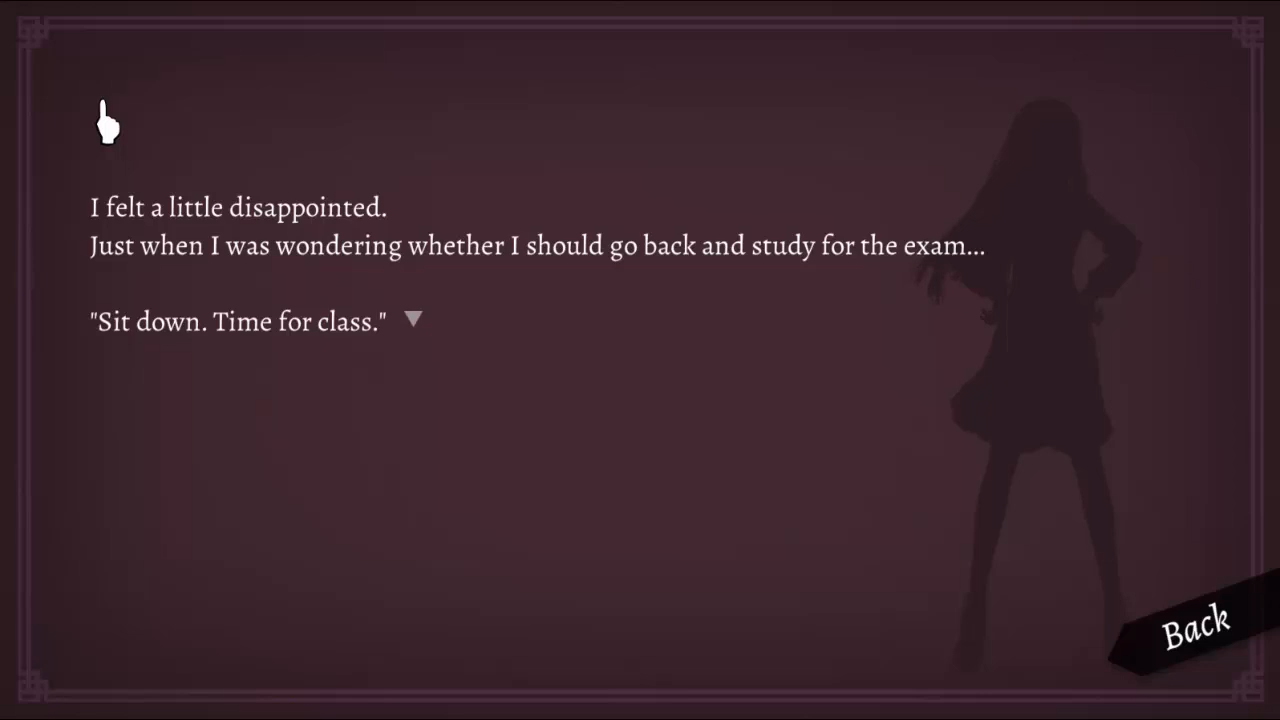 I felt a little disappointed.
Just when I was wondering whether I should go back and study for the exam...
"Sit down. Time for class."
Back